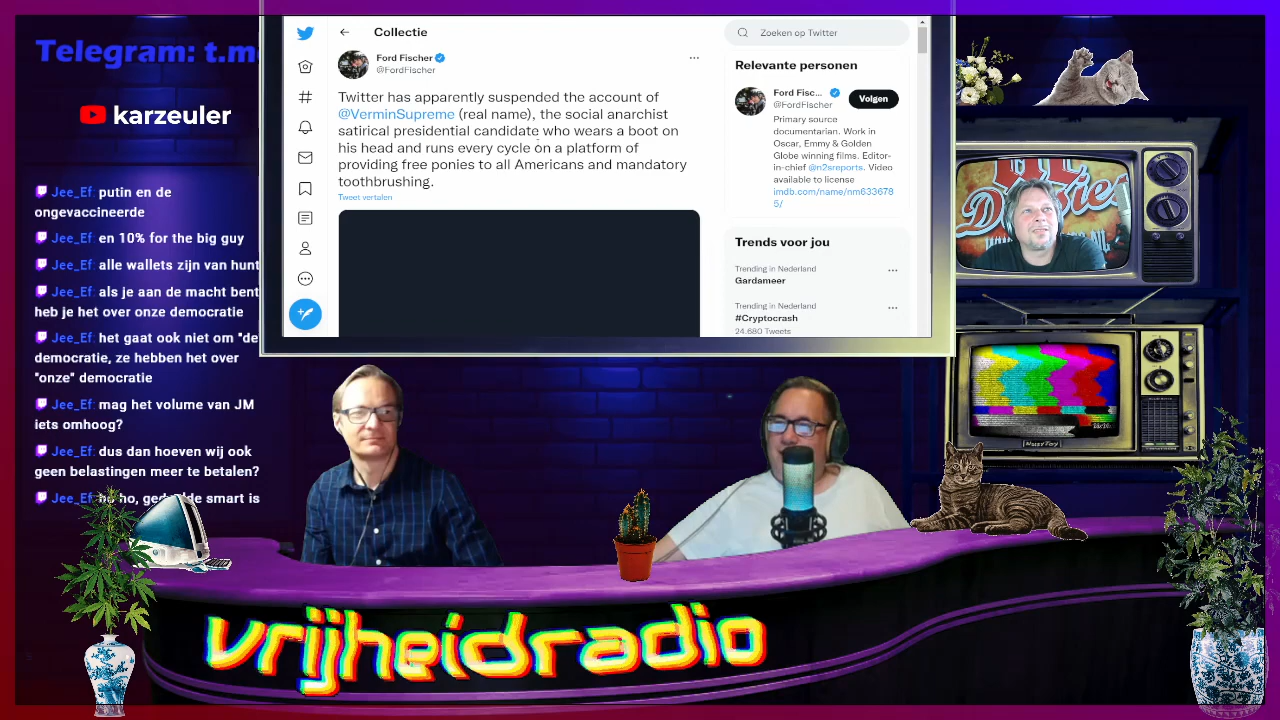 Telegram: t.m
karzeuler
Jee_Ef: putin en de
ongevaccineerde
Jee_Ef: en 10% for the big guy
Jee_Ef: alle wallets zijn van hunt
Jee_Ef: als je aan de macht bent
heb je het over onze democratie
Jee_Ef: het gaat ook niet om "de
democratie, ze hebben het over
"onze" democratie
Jee_Ef: mag het volume van JM
iets omhoog?
Jee_Ef: dus dan hoeven wij ook
geen belastingen meer te betalen?
smart is
Collectie
Ford Fischer
@FordFischer
Twitter has apparently suspended the account of
@VerminSupreme (real name), the social anarchist
satirical presidential candidate who wears a boot on
his head and runs every cycle on a platform of
providing free ponies to all Americans and mandatory
toothbrushing.
Tweet vertalen
Zoeken op Twitter
Relevante personen
Ford Fisc...
@FordFischer
Volgen
Primary source
documentarian. Work in
Oscar, Emmy & Golden
Globe winning films. Editor-
in-chief @n2sreports. Video
available to license
imdb.com/name/nm633678
5/
Trends voor jou
Trending in Nederland
Gardameer
Trending in Nederland
#Cryptocrash
24.680 Tweets
vrijheidradio